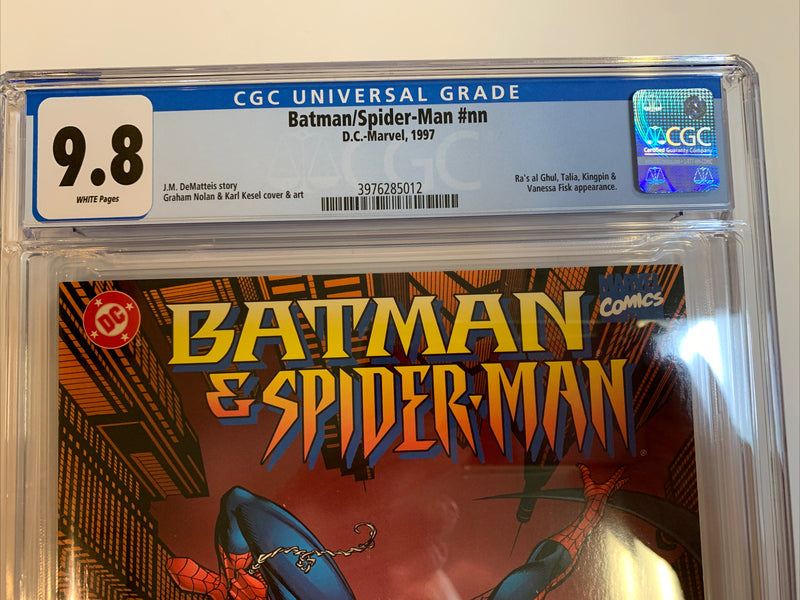 CGC UNIVERSAL GRADE
9.8
WHITE Pages
Batman/Spider-Man #nn
D.C.-Marvel, 1997
J.M. DeMatteis story
Graham Nolan & Karl Kesel cover & art
3976285012
Ra's al Ghul, Talia, Kingpin &
Vanessa Fisk appearance.
CGC
CGC
Certified Guaranty Company
DC
MARVEL
COMICS
BATMAN
& SPIDER-MAN
®